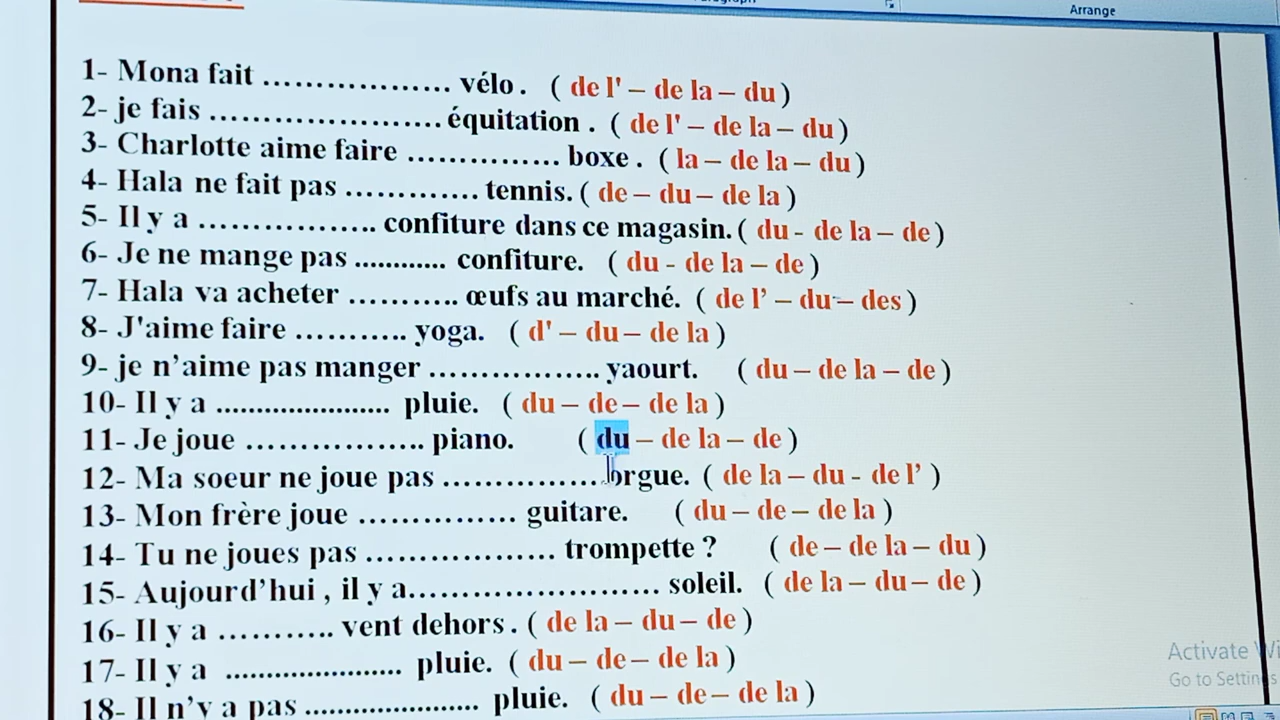 Arrange
1- Mona fait .................. vélo. ( de l' – de la – du )
2- je fais ...................... équitation . ( de l' – de la – du )
3- Charlotte aime faire ............... boxe . ( la – de la – du )
4- Hala ne fait pas ............. tennis. ( de – du – de la )
5- Il y a ................. confiture dans ce magasin. ( du - de la – de )
6- Je ne mange pas ............ confiture. ( du - de la – de )
7- Hala va acheter ........... œufs au marché. ( de l’ – du – des )
8- J'aime faire ........... yoga. ( d' – du – de la )
9- je n’aime pas manger ................. yaourt. ( du – de la – de )
10- Il y a ...................... pluie. ( du – de – de la )
11- Je joue ................. piano. ( du – de la – de )
12- Ma soeur ne joue pas ................ orgue. ( de la – du - de l’ )
13- Mon frère joue ............... guitare. ( du – de – de la )
14- Tu ne joues pas .................. trompette ? ( de – de la – du )
15- Aujourd’hui , il y a........................ soleil. ( de la – du – de )
16- Il y a ........... vent dehors . ( de la – du – de )
17- Il y a ..................... pluie. ( du – de – de la )
18- Il n’y a pas ..................... pluie. ( du – de – de la )
Activate Wi
Go to Settings